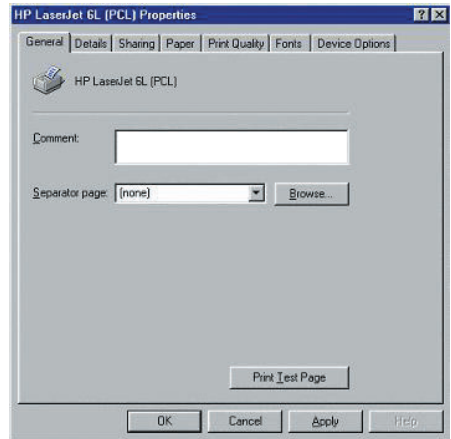 HP LaserJet 6L (PCL) Properties
General Details Sharing Paper Print Quality Fonts Device Options
HP LaserJet 6L (PCL)
Comment:
Separator page: (none) Browse...
Print Test Page
OK Cancel Apply Help